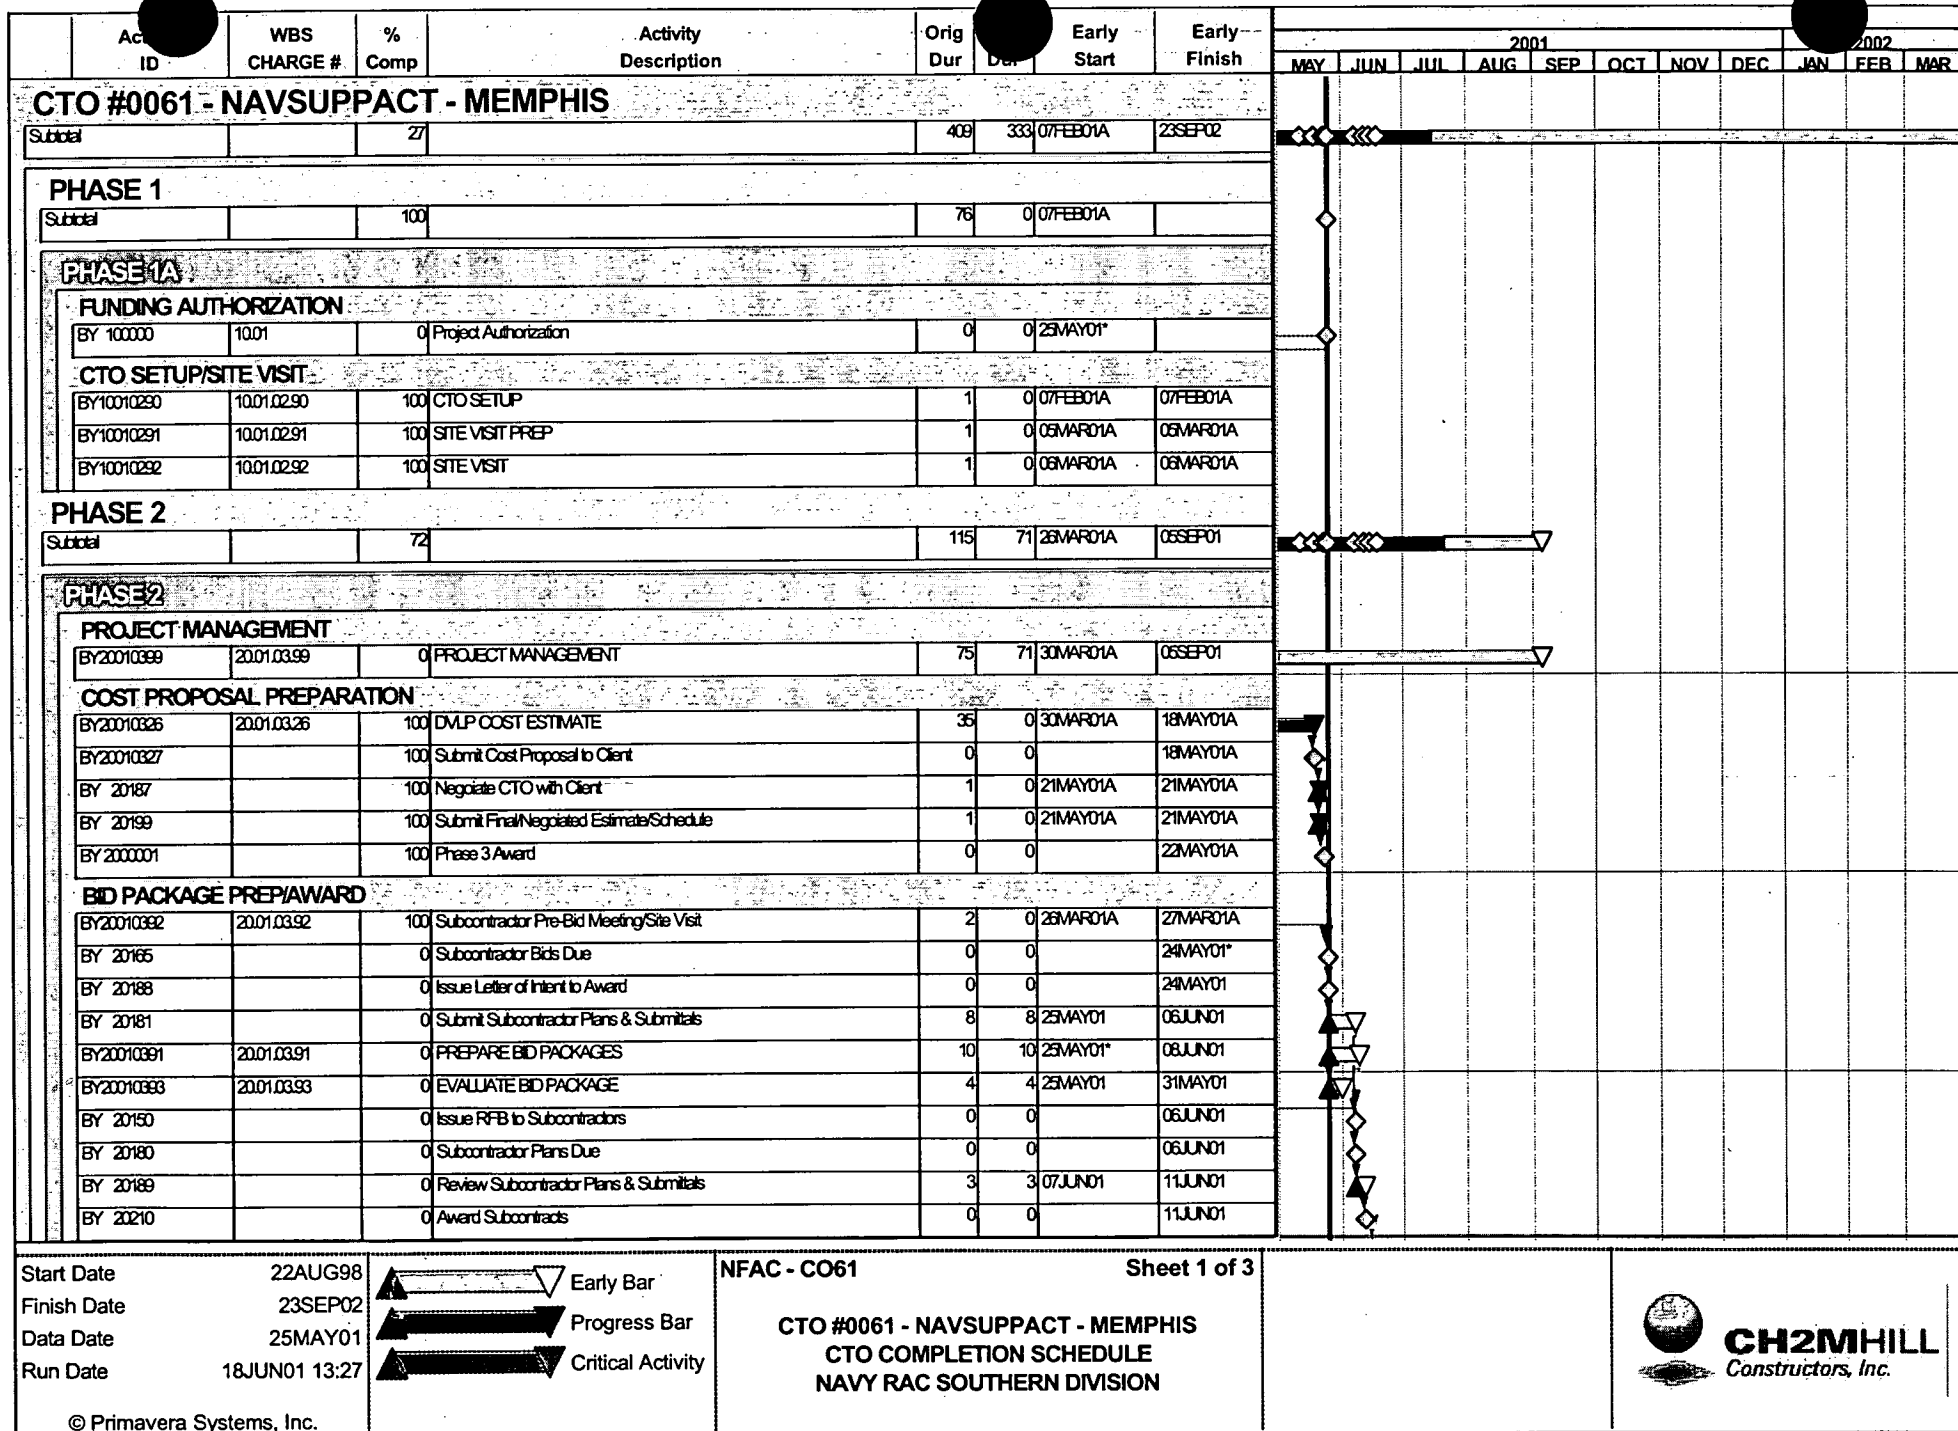 WBS % Activity Orig Early Early
ID CHARGE # Comp Description Dur Dur Start Finish
2001 2002
MAY JUN JUL AUG SEP OCT NOV DEC JAN FEB MAR
CTO #0061 - NAVSUPPACT - MEMPHIS
Subtotal 27 409 333 07FEB01A 23SEP02
PHASE 1
Subtotal 100 76 0 07FEB01A
PHASE 1A
FUNDING AUTHORIZATION
BY 100000 10.01 0 Project Authorization 0 0 25MAY01*
CTO SETUP/SITE VISIT
BY10010290 10.01.02.90 100 CTO SETUP 1 0 07FEB01A 07FEB01A
BY10010291 10.01.02.91 100 SITE VISIT PREP 1 0 05MAR01A 05MAR01A
BY10010292 10.01.02.92 100 SITE VISIT 1 0 06MAR01A 06MAR01A
PHASE 2
Subtotal 72 115 71 26MAR01A 05SEP01
PHASE 2
PROJECT MANAGEMENT
BY20010399 20.01.03.99 0 PROJECT MANAGEMENT 75 71 30MAR01A 05SEP01
COST PROPOSAL PREPARATION
BY20010326 20.01.03.26 100 DVLP COST ESTIMATE 35 0 30MAR01A 18MAY01A
BY20010327 100 Submit Cost Proposal to Client 0 0 18MAY01A
BY 20187 100 Negoiate CTO with Client 1 0 21MAY01A 21MAY01A
BY 20199 100 Submit Final/Negoiated Estimate/Schedule 1 0 21MAY01A 21MAY01A
BY 2000001 100 Phase 3 Award 0 0 22MAY01A
BID PACKAGE PREP/AWARD
BY20010392 20.01.03.92 100 Subcontractor Pre-Bid Meeting/Site Visit 2 0 26MAR01A 27MAR01A
BY 20165 0 Subcontractor Bids Due 0 0 24MAY01*
BY 20188 0 Issue Letter of Intent to Award 0 0 24MAY01
BY 20181 0 Submit Subcontractor Plans & Submittals 8 8 25MAY01 06JUN01
BY20010391 20.01.03.91 0 PREPARE BID PACKAGES 10 10 25MAY01* 08JUN01
BY20010393 20.01.03.93 0 EVALUATE BID PACKAGE 4 4 25MAY01 31MAY01
BY 20150 0 Issue RFB to Subcontractors 0 0 06JUN01
BY 20180 0 Subcontractor Plans Due 0 0 06JUN01
BY 20189 0 Review Subcontractor Plans & Submittals 3 3 07JUN01 11JUN01
BY 20210 0 Award Subcontracts 0 0 11JUN01
Start Date 22AUG98
Finish Date 23SEP02
Data Date 25MAY01
Run Date 18JUN01 13:27
© Primavera Systems, Inc.
Early Bar
Progress Bar
Critical Activity
NFAC - CO61 Sheet 1 of 3
CTO #0061 - NAVSUPPACT - MEMPHIS
CTO COMPLETION SCHEDULE
NAVY RAC SOUTHERN DIVISION
CH2MHILL
Constructors, Inc.